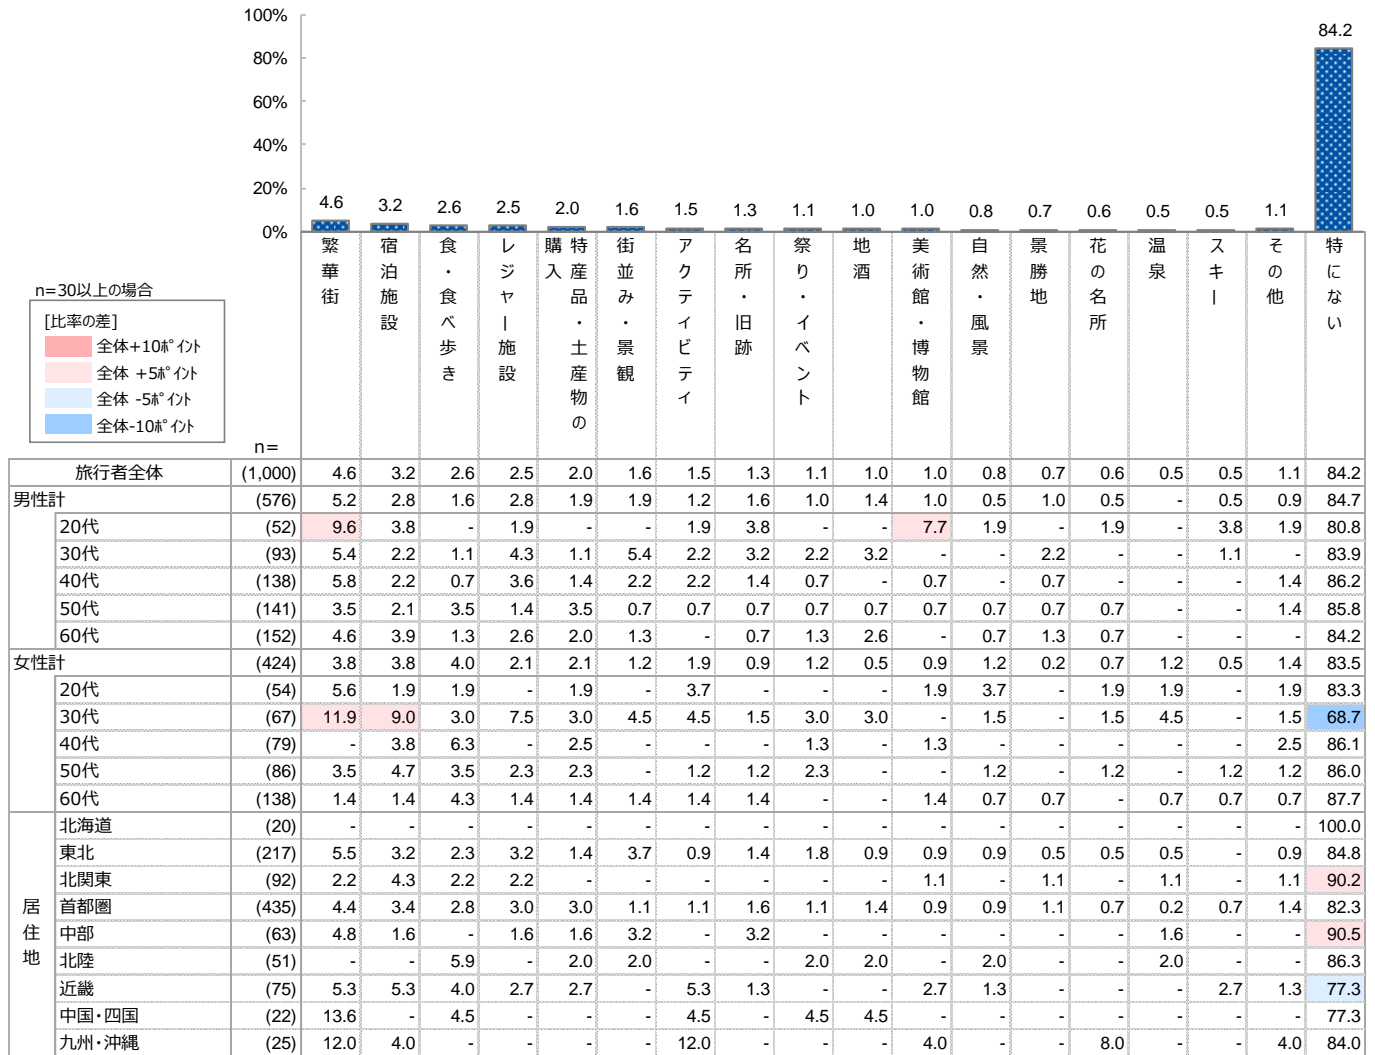 100%
80%
60%
40%
20%
0%
4.6 3.2 2.6 2.5 2.0 1.6 1.5 1.3 1.1 1.0 1.0 0.8 0.7 0.6 0.5 0.5 1.1 84.2
繁華街
宿泊施設
食・食べ歩き
レジャー施設
特産品・土産物の
購入
街並み・景観
アクティビティ
名所・旧跡
祭り・イベント
地酒
美術館・博物館
自然・風景
景勝地
花の名所
温泉
スキー
その他
特にない
n=30以上の場合
[比率の差]
全体+10ポイント
全体 +5ポイント
全体 -5ポイント
全体-10ポイント
n=
旅行者全体 (1,000) 4.6 3.2 2.6 2.5 2.0 1.6 1.5 1.3 1.1 1.0 1.0 0.8 0.7 0.6 0.5 0.5 1.1 84.2
男性計 (576) 5.2 2.8 1.6 2.8 1.9 1.9 1.2 1.6 1.0 1.4 1.0 0.5 1.0 0.5 - 0.5 0.9 84.7
20代 (52) 9.6 3.8 - 1.9 - - 1.9 3.8 - - 7.7 1.9 - 1.9 - 3.8 1.9 80.8
30代 (93) 5.4 2.2 1.1 4.3 1.1 5.4 2.2 3.2 2.2 3.2 - - 2.2 - - 1.1 - 83.9
40代 (138) 5.8 2.2 0.7 3.6 1.4 2.2 2.2 1.4 0.7 - 0.7 - 0.7 - - - 1.4 86.2
50代 (141) 3.5 2.1 3.5 1.4 3.5 0.7 0.7 0.7 0.7 0.7 0.7 0.7 0.7 0.7 - - 1.4 85.8
60代 (152) 4.6 3.9 1.3 2.6 2.0 1.3 - 0.7 1.3 2.6 - 0.7 1.3 0.7 - - - 84.2
女性計 (424) 3.8 3.8 4.0 2.1 2.1 1.2 1.9 0.9 1.2 0.5 0.9 1.2 0.2 0.7 1.2 0.5 1.4 83.5
20代 (54) 5.6 1.9 1.9 - 1.9 - 3.7 - - - 1.9 3.7 - 1.9 1.9 - 1.9 83.3
30代 (67) 11.9 9.0 3.0 7.5 3.0 4.5 4.5 1.5 3.0 3.0 - 1.5 - 1.5 4.5 - 1.5 68.7
40代 (79) - 3.8 6.3 - 2.5 - - - 1.3 - 1.3 - - - - - 2.5 86.1
50代 (86) 3.5 4.7 3.5 2.3 2.3 - 1.2 1.2 2.3 - - 1.2 - 1.2 - 1.2 1.2 86.0
60代 (138) 1.4 1.4 4.3 1.4 1.4 1.4 1.4 1.4 - - 1.4 0.7 0.7 - 0.7 0.7 0.7 87.7
居住地
北海道 (20) - - - - - - - - - - - - - - - - - 100.0
東北 (217) 5.5 3.2 2.3 3.2 1.4 3.7 0.9 1.4 1.8 0.9 0.9 0.9 0.5 0.5 0.5 - 0.9 84.8
北関東 (92) 2.2 4.3 2.2 2.2 - - - - - - 1.1 - 1.1 - 1.1 - 1.1 90.2
首都圏 (435) 4.4 3.4 2.8 3.0 3.0 1.1 1.1 1.6 1.1 1.4 0.9 0.9 1.1 0.7 0.2 0.7 1.4 82.3
中部 (63) 4.8 1.6 - 1.6 1.6 3.2 - 3.2 - - - - - - 1.6 - - 90.5
北陸 (51) - - 5.9 - 2.0 2.0 - - 2.0 2.0 - 2.0 - - 2.0 - - 86.3
近畿 (75) 5.3 5.3 4.0 2.7 2.7 - 5.3 1.3 - - 2.7 1.3 - - - 2.7 1.3 77.3
中国・四国 (22) 13.6 - 4.5 - - - 4.5 - 4.5 4.5 - - - - - - - 77.3
九州・沖縄 (25) 12.0 4.0 - - - - 12.0 - - - 4.0 - - 8.0 - - 4.0 84.0